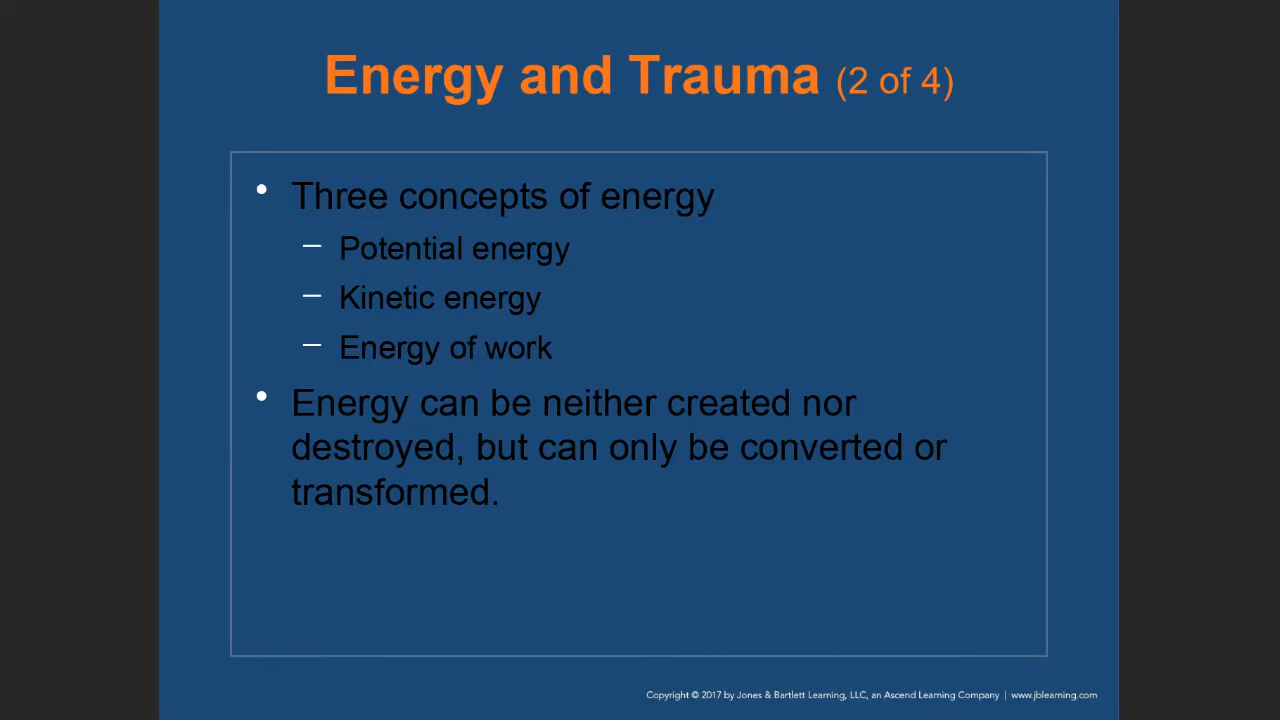 Energy and Trauma (2 of 4)
• Three concepts of energy
– Potential energy
– Kinetic energy
– Energy of work
• Energy can be neither created nor
destroyed, but can only be converted or
transformed.
Copyright © 2017 by Jones & Bartlett Learning, LLC, an Ascend Learning Company | www.jblearning.com